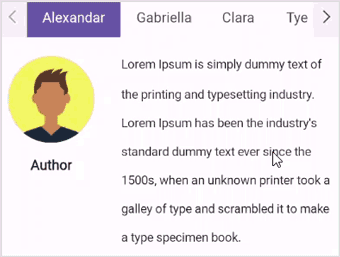 Alexandar Gabriella Clara Tye
Lorem Ipsum is simply dummy text of
the printing and typesetting industry.
Lorem Ipsum has been the industry's
standard dummy text ever since the
1500s, when an unknown printer took a
galley of type and scrambled it to make
a type specimen book.
Author